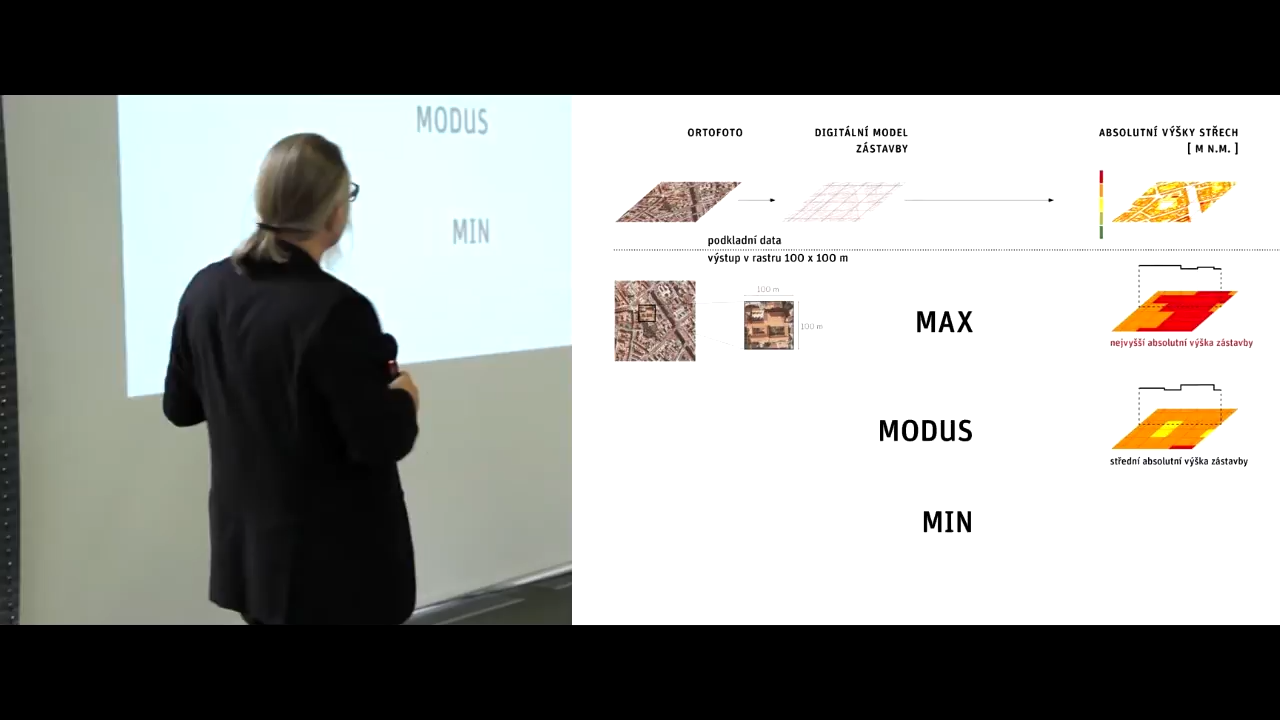 MODUS
MIN
ORTOFOTO
DIGITÁLNÍ MODEL
ZÁSTAVBY
ABSOLUTNÍ VÝŠKY STŘECH
[ M N.M. ]
podkladní data
výstup v rastru 100 x 100 m
100 m
100 m
MAX
nejvyšší absolutní výška zástavby
MODUS
střední absolutní výška zástavby
MIN